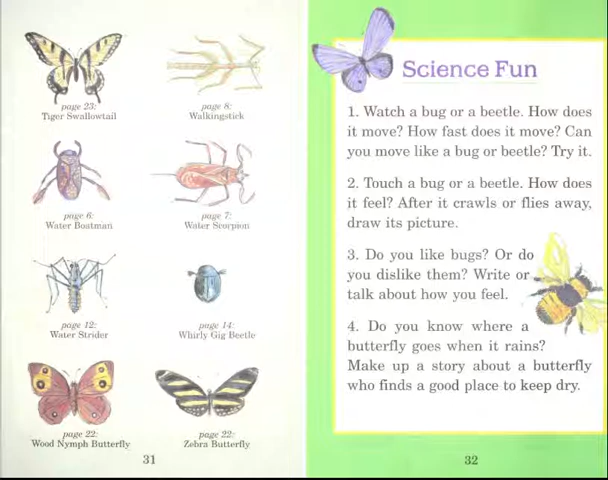 page 23:
Tiger Swallowtail
page 8:
Walkingstick
page 6:
Water Boatman
page 7:
Water Scorpion
page 12:
Water Strider
page 14:
Whirly Gig Beetle
page 22:
Wood Nymph Butterfly
page 22:
Zebra Butterfly
31
Science Fun
1. Watch a bug or a beetle. How does
it move? How fast does it move? Can
you move like a bug or beetle? Try it.
2. Touch a bug or a beetle. How does
it feel? After it crawls or flies away,
draw its picture.
3. Do you like bugs? Or do
you dislike them? Write or
talk about how you feel.
4. Do you know where a
butterfly goes when it rains?
Make up a story about a butterfly
who finds a good place to keep dry.
32